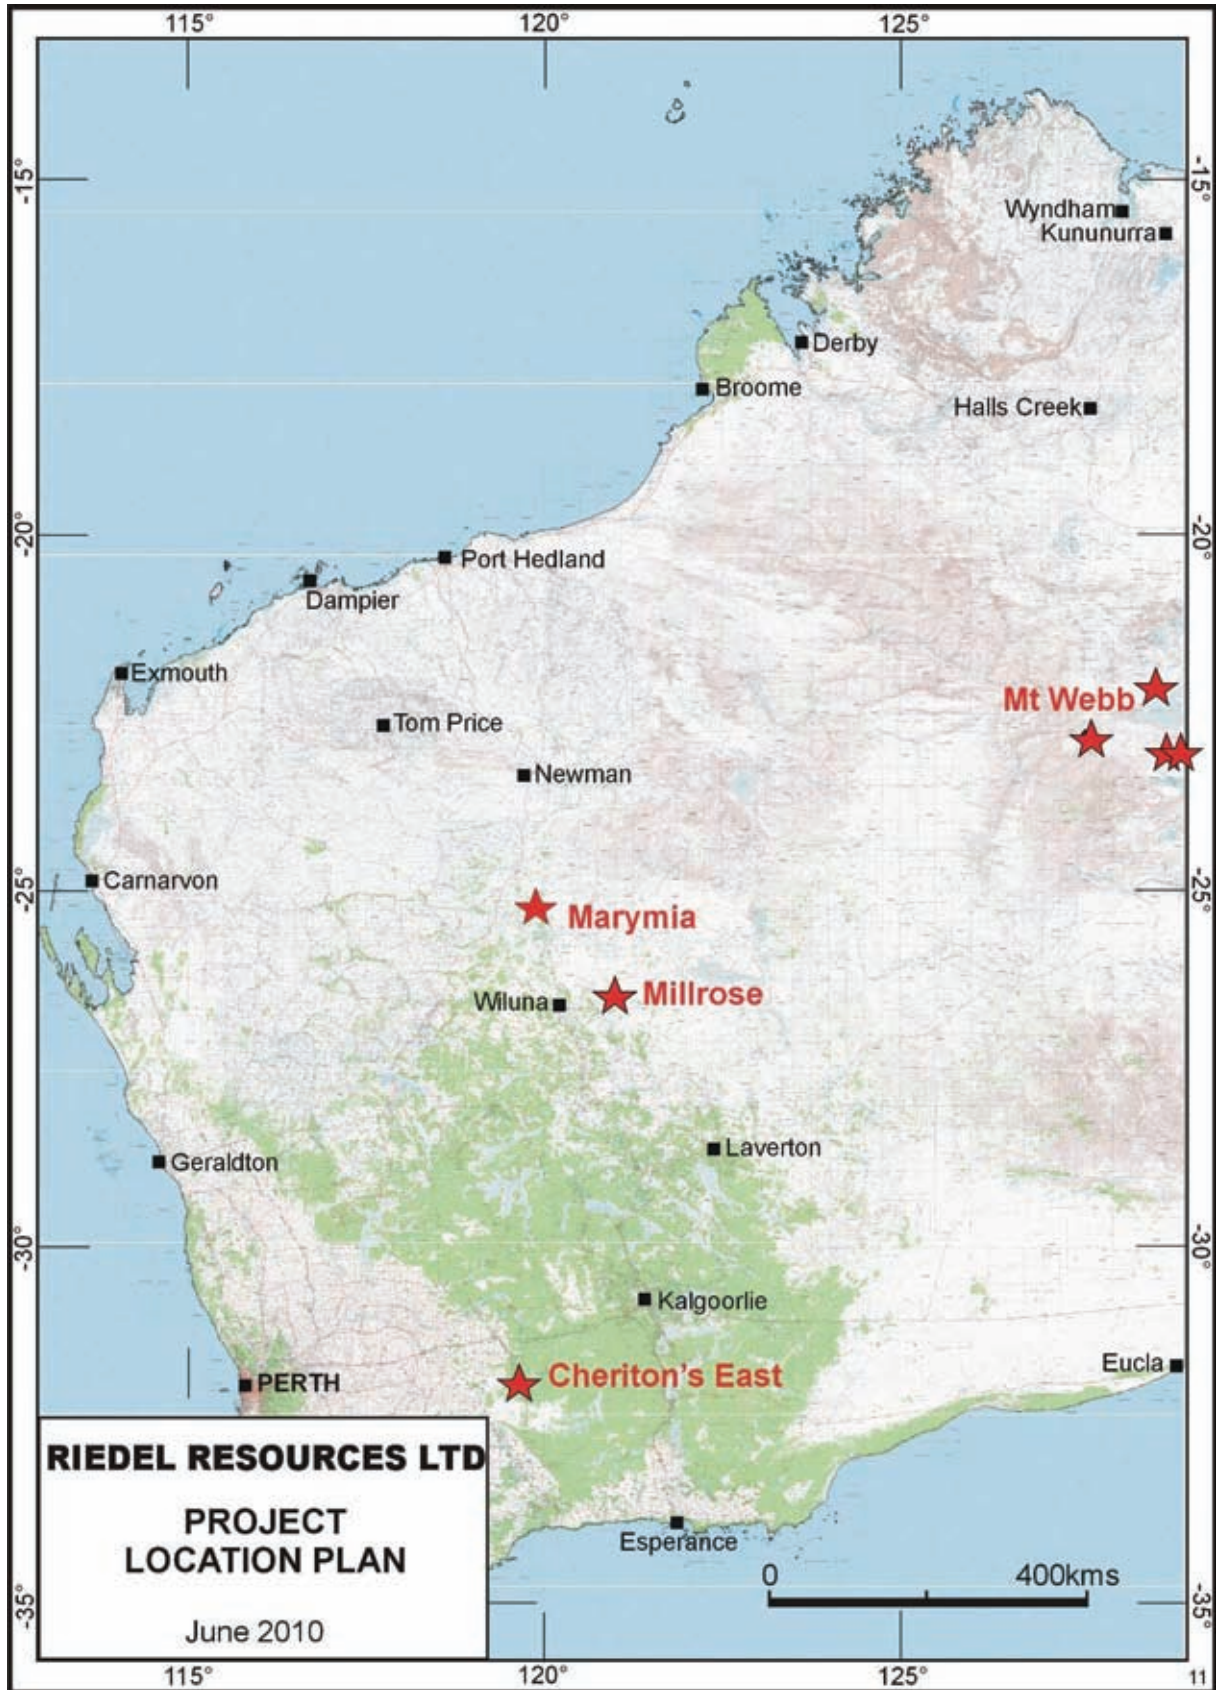 115°
120°
125°
-15°
-15°
Wyndham
Kununurra
Derby
Broome
Halls Creek
-20°
-20°
Port Hedland
Dampier
Exmouth
Mt Webb
Tom Price
Newman
Carnarvon
-25°
-25°
Marymia
Wiluna
Millrose
Laverton
Geraldton
-30°
-30°
Kalgoorlie
Eucla
Cheriton's East
PERTH
RIEDEL RESOURCES LTD
PROJECT
LOCATION PLAN
June 2010
Esperance
0
400kms
-35°
-35°
115°
120°
125°
11